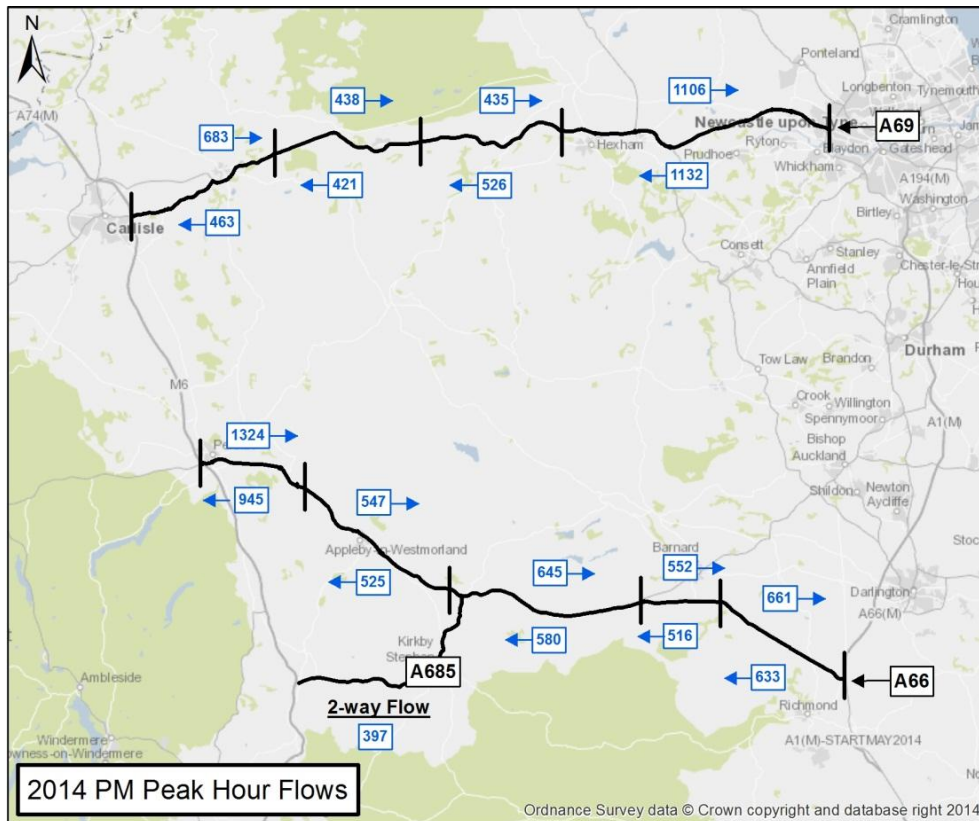 N
Cramlington
Ponteland
1106
Longbenton
438
435
Tynemouth
A74(M)
Newcastle upon Tyne
A69
683
Hexham
Ryton
Blaydon
Gateshead
Prudhoe
Whickham
421
526
1132
A194(M)
Washington
463
Birtley
Carlisle
Consett
Stanley
Chester-le-Str
Annfield
Plain
Durham
M6
Tow Law
Brandon
Crook
Willington
Spennymoor
A1(M)
1324
Bishop
Auckland
945
547
Shildon
Newton
Aycliffe
Appleby-in-Westmorland
Barnard
525
645
552
661
Darlington
A66(M)
Kirkby
580
516
A685
633
A66
Ambleside
2-way Flow
Richmond
397
Windermere
owness-on-Windermere
A1(M)-STARTMAY2014
2014 PM Peak Hour Flows
Ordnance Survey data © Crown copyright and database right 2014